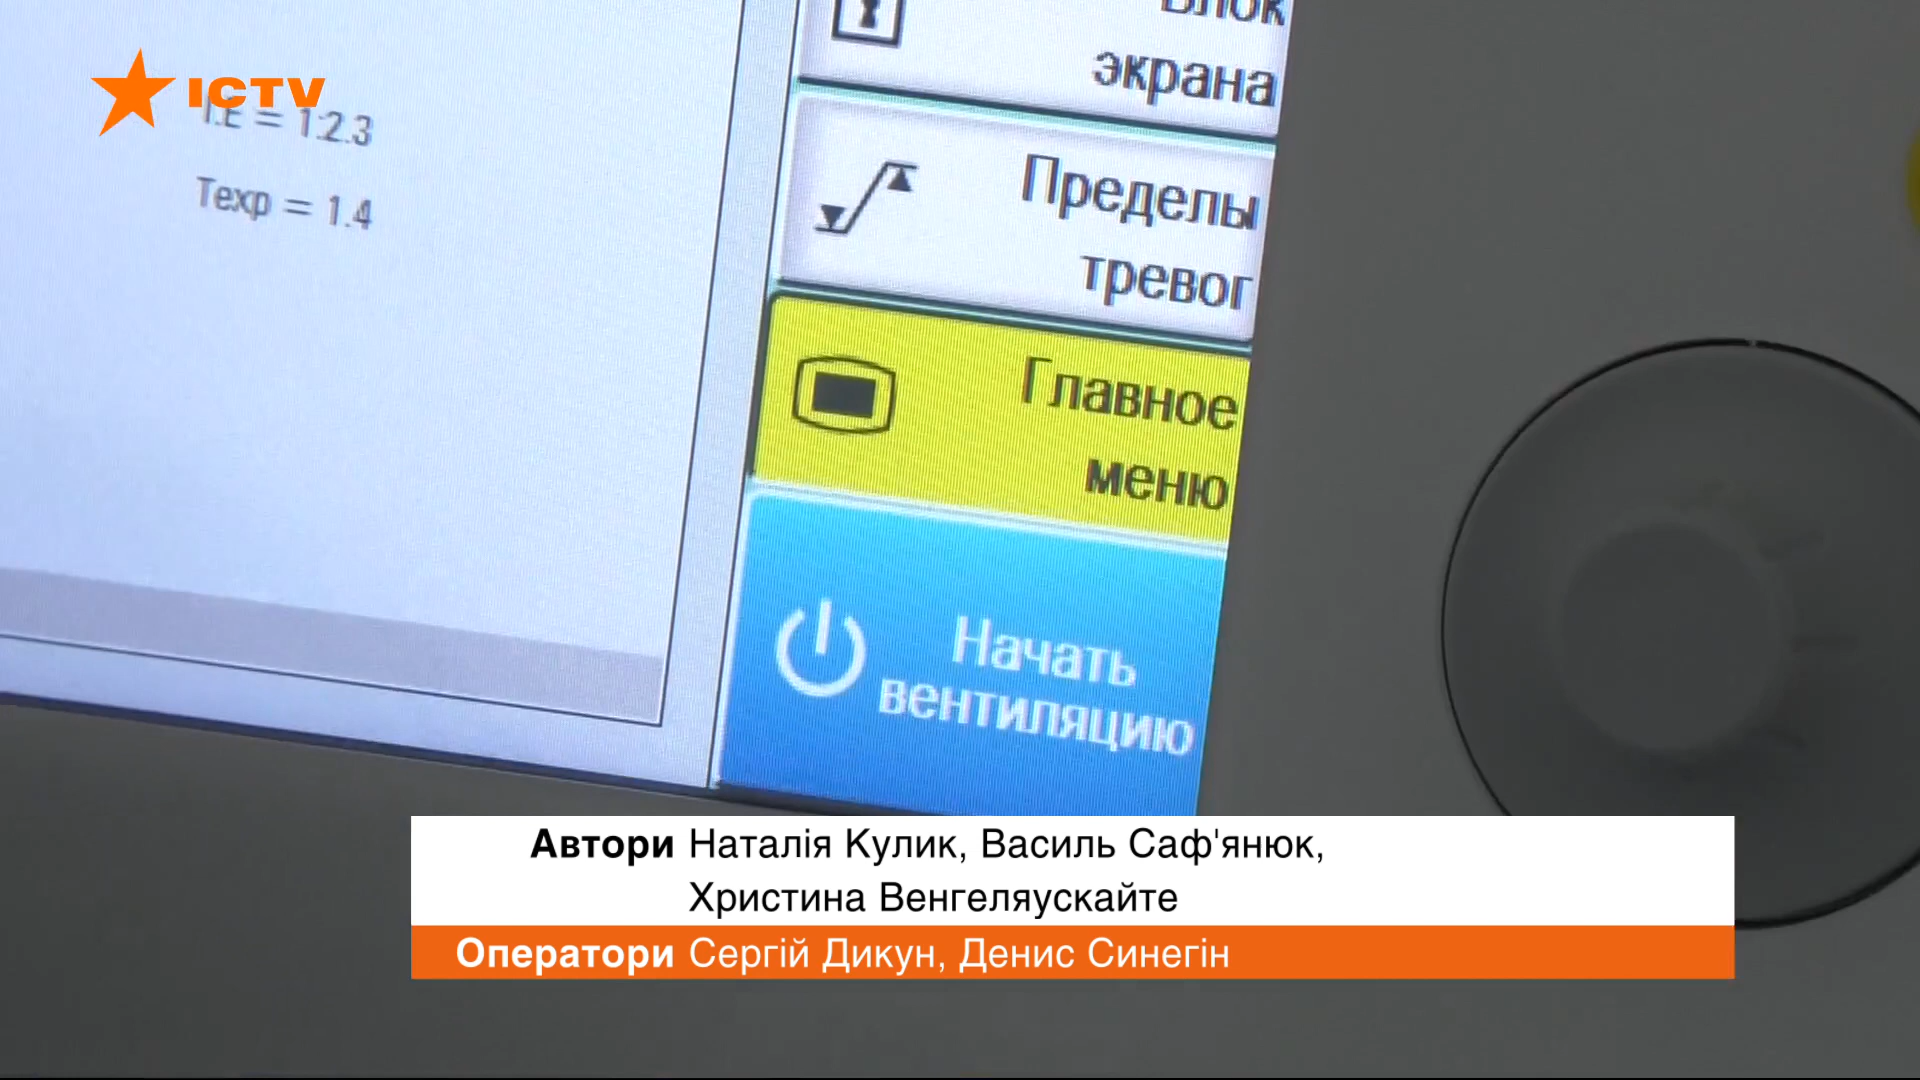 ICTV
I:E = 1:2.3
Texp = 1.4
Блок
экрана
Пределы
тревог
Главное
меню
Начать
вентиляцию
Автори Наталія Кулик, Василь Саф'янюк,
Христина Венгеляускайте
Оператори Сергій Дикун, Денис Синегін